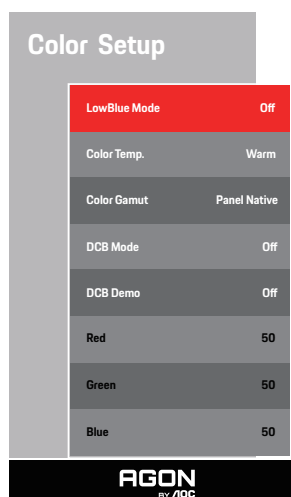 Color Setup
LowBlue Mode Off
Color Temp. Warm
Color Gamut Panel Native
DCB Mode Off
DCB Demo Off
Red 50
Green 50
Blue 50
AGON
BY AOC